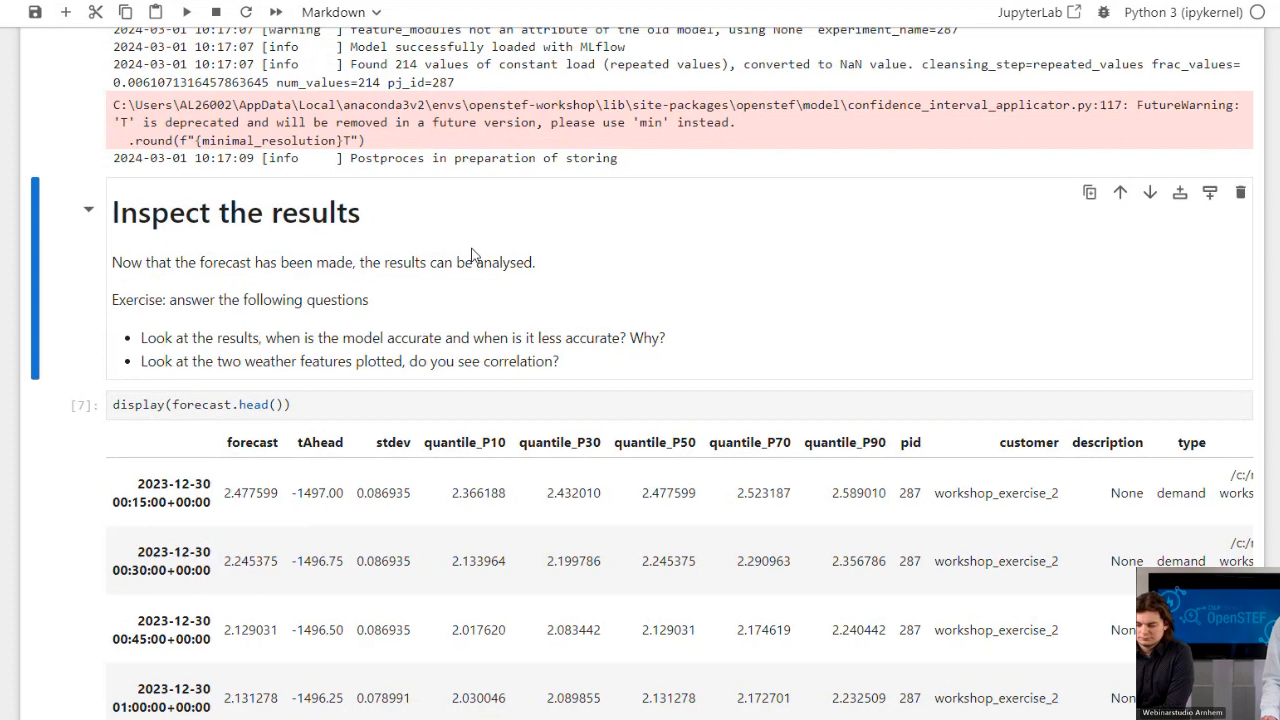 Markdown
JupyterLab
Python 3 (ipykernel)
2024-03-01 10:17:07 [warning ] feature_modules not an attribute of the old model, using None experiment_name=287
2024-03-01 10:17:07 [info ] Model successfully loaded with MLflow
2024-03-01 10:17:07 [info ] Found 214 values of constant load (repeated values), converted to NaN value. cleansing_step=repeated_values frac_values=
0.0061071316457863645 num_values=214 pj_id=287
C:\Users\AL26002\AppData\Local\anaconda3v2\envs\openstef-workshop\lib\site-packages\openstef\model\confidence_interval_applicator.py:117: FutureWarning:
'T' is deprecated and will be removed in a future version, please use 'min' instead.
.round(f"{minimal_resolution}T")
2024-03-01 10:17:09 [info ] Postproces in preparation of storing
Inspect the results
Now that the forecast has been made, the results can be analysed.
Exercise: answer the following questions
• Look at the results, when is the model accurate and when is it less accurate? Why?
• Look at the two weather features plotted, do you see correlation?
[7]: display(forecast.head())
forecast tAhead stdev quantile_P10 quantile_P30 quantile_P50 quantile_P70 quantile_P90 pid customer description type
2023-12-30
00:15:00+00:00 2.477599 -1497.00 0.086935 2.366188 2.432010 2.477599 2.523187 2.589010 287 workshop_exercise_2 None demand /c:/
works
2023-12-30
00:30:00+00:00 2.245375 -1496.75 0.086935 2.133964 2.199786 2.245375 2.290963 2.356786 287 workshop_exercise_2 None demand /c:/
works
2023-12-30
00:45:00+00:00 2.129031 -1496.50 0.086935 2.017620 2.083442 2.129031 2.174619 2.240442 287 workshop_exercise_2
2023-12-30
01:00:00+00:00 2.131278 -1496.25 0.078991 2.030046 2.089855 2.131278 2.172701 2.232509 287 workshop_exercise_2
OpenSTEF
Webinarstudio Arnhem